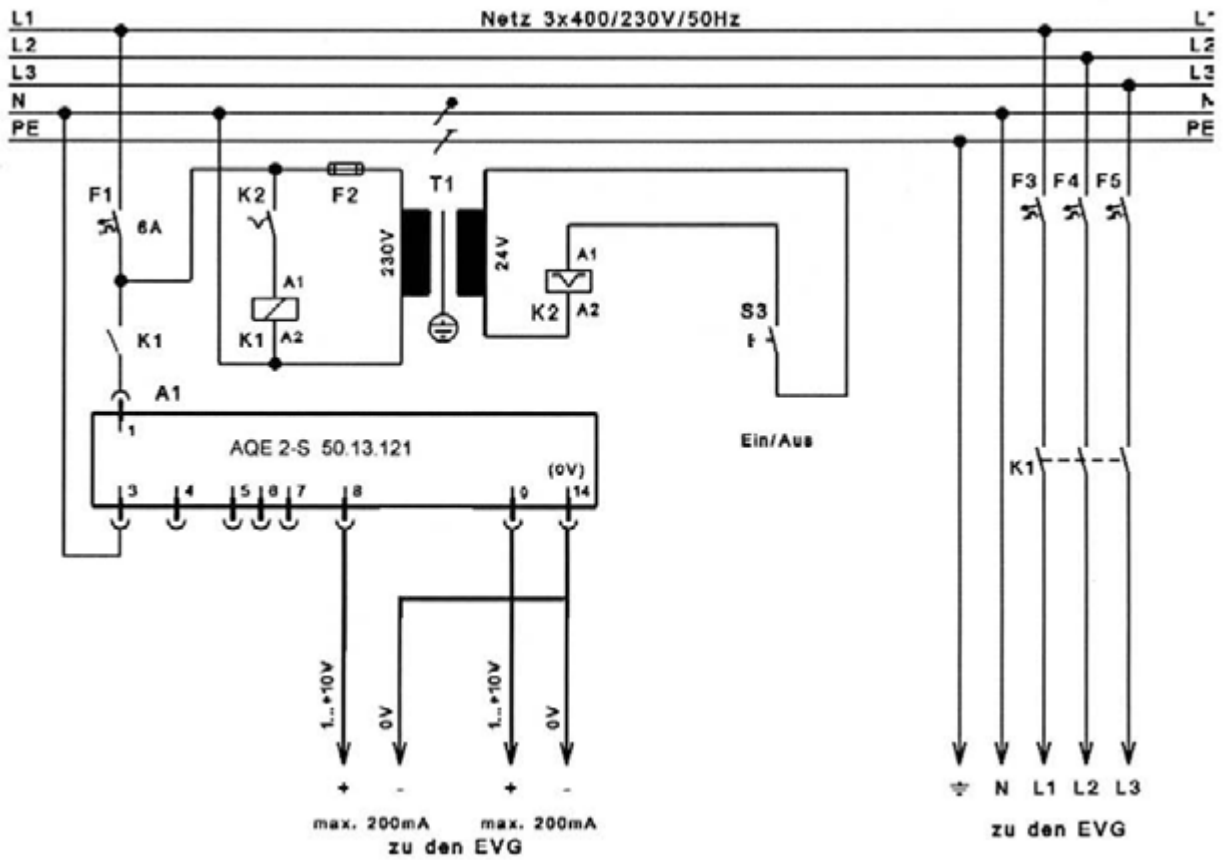 L1 Netz 3x400/230V/50Hz
L2 L2
L3 L3
N
PE PE
F1 6A
K2
F2
T1
F3 F4 F5
230V
24V
A1
K1 A2
A1
K2 A2
S3
K1
A1
1
AQE 2-S 50.13.121
(0V)
3 4 5 6 7 8 9 14
Ein/Aus
K1
1...+10V
0V
1...+10V
0V
+ - + -
N L1 L2 L3
max. 200mA max. 200mA
zu den EVG
zu den EVG